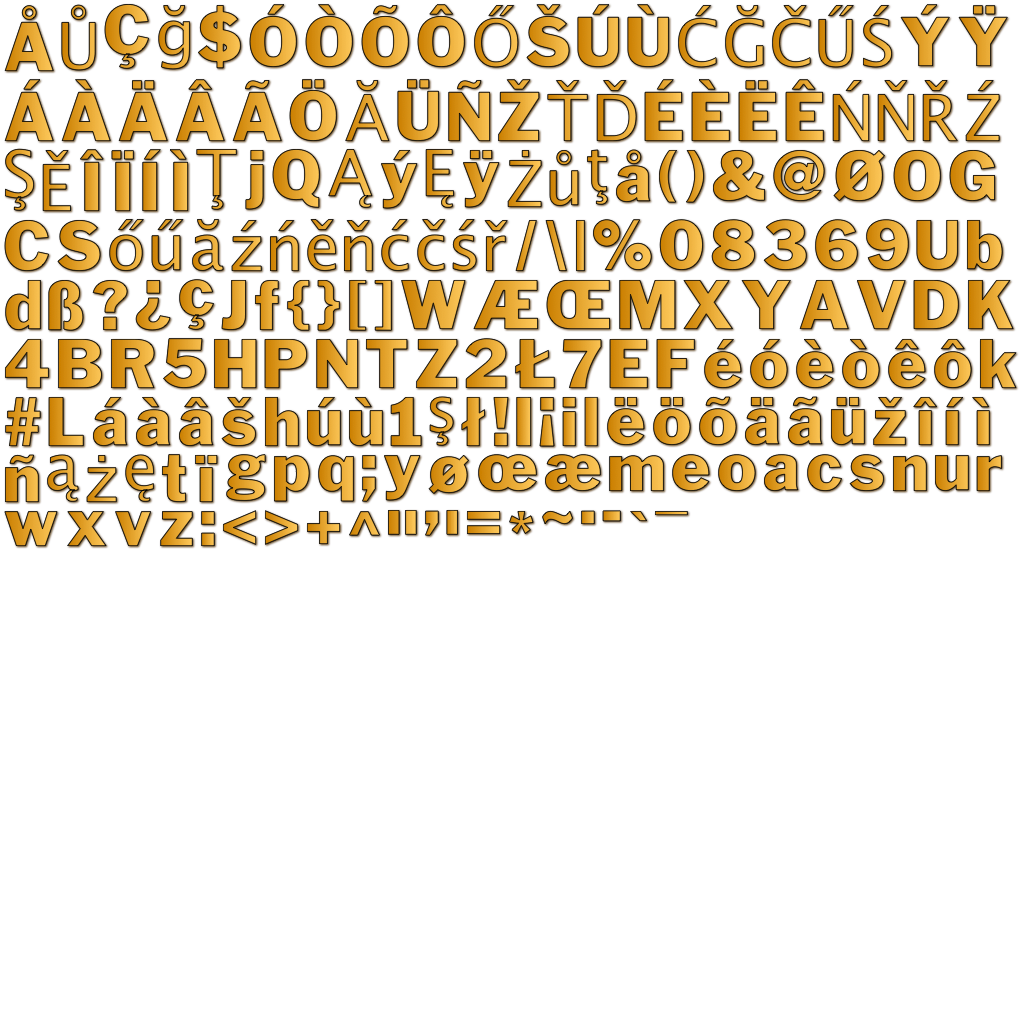 ÅŮÇğ$ÓÒÕÔŐŠÚÙĆĞČŰŚÝŸ
ÁÀÄÂÃÖĂÜÑŽŤĎÉÈËÊŃŇŘŹ
ŞĚÎÏÍÌŢjQĄýĘÿŻůţå()&@ØOG
CSőűăźńěňćčśř/\|%08369Ub
dß?¿çJf{}[]WÆŒMXYAVDK
4BR5HPNTZ2Ł7EFéóèòêôk
#Láàâšhúù1şł!I¡ilëöõäãüžîíì
ñążętïgpq;yøœæmeoacsnur
wxvz:<>+^",'=*~¨`¯